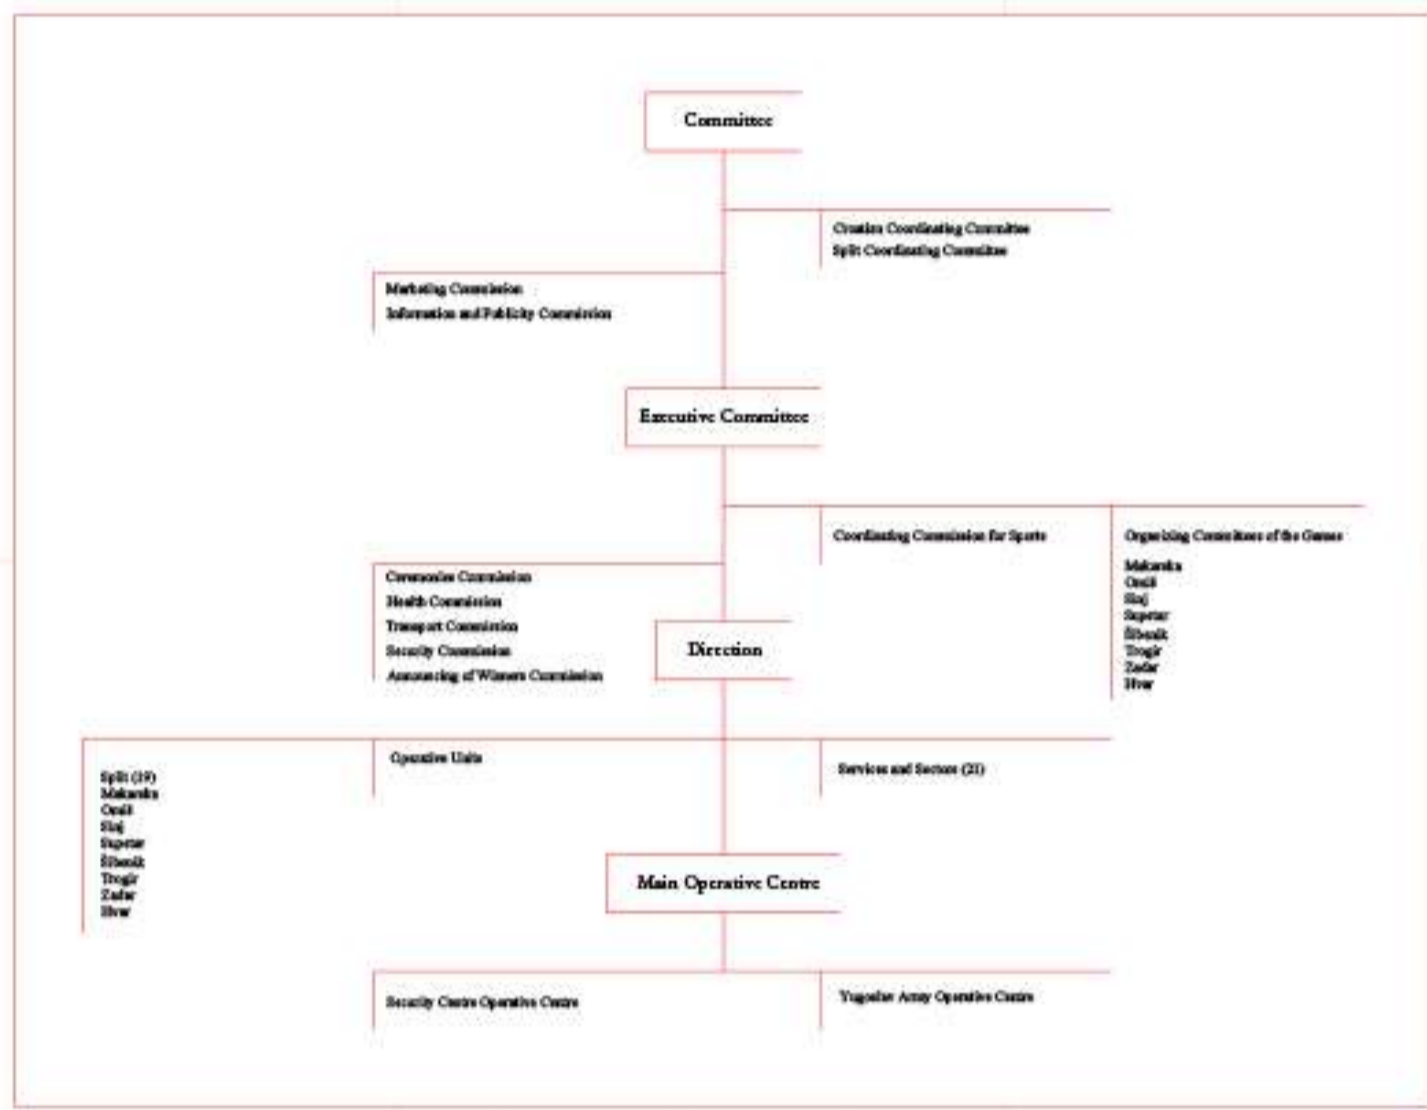 Committee
Croatian Coordinating Committee
Split Coordinating Committee
Marketing Commission
Information and Publicity Commission
Executive Committee
Coordinating Commission for Sports
Organizing Committees of the Games
Makarska
Omiš
Sinj
Supetar
Šibenik
Trogir
Zadar
Hvar
Ceremonies Commission
Health Commission
Transport Commission
Security Commission
Announcing of Winners Commission
Direction
Operative Units
Services and Sectors (21)
Split (29)
Makarska
Omiš
Sinj
Supetar
Šibenik
Trogir
Zadar
Hvar
Main Operative Centre
Security Centre Operative Centre
Yugoslav Army Operative Centre